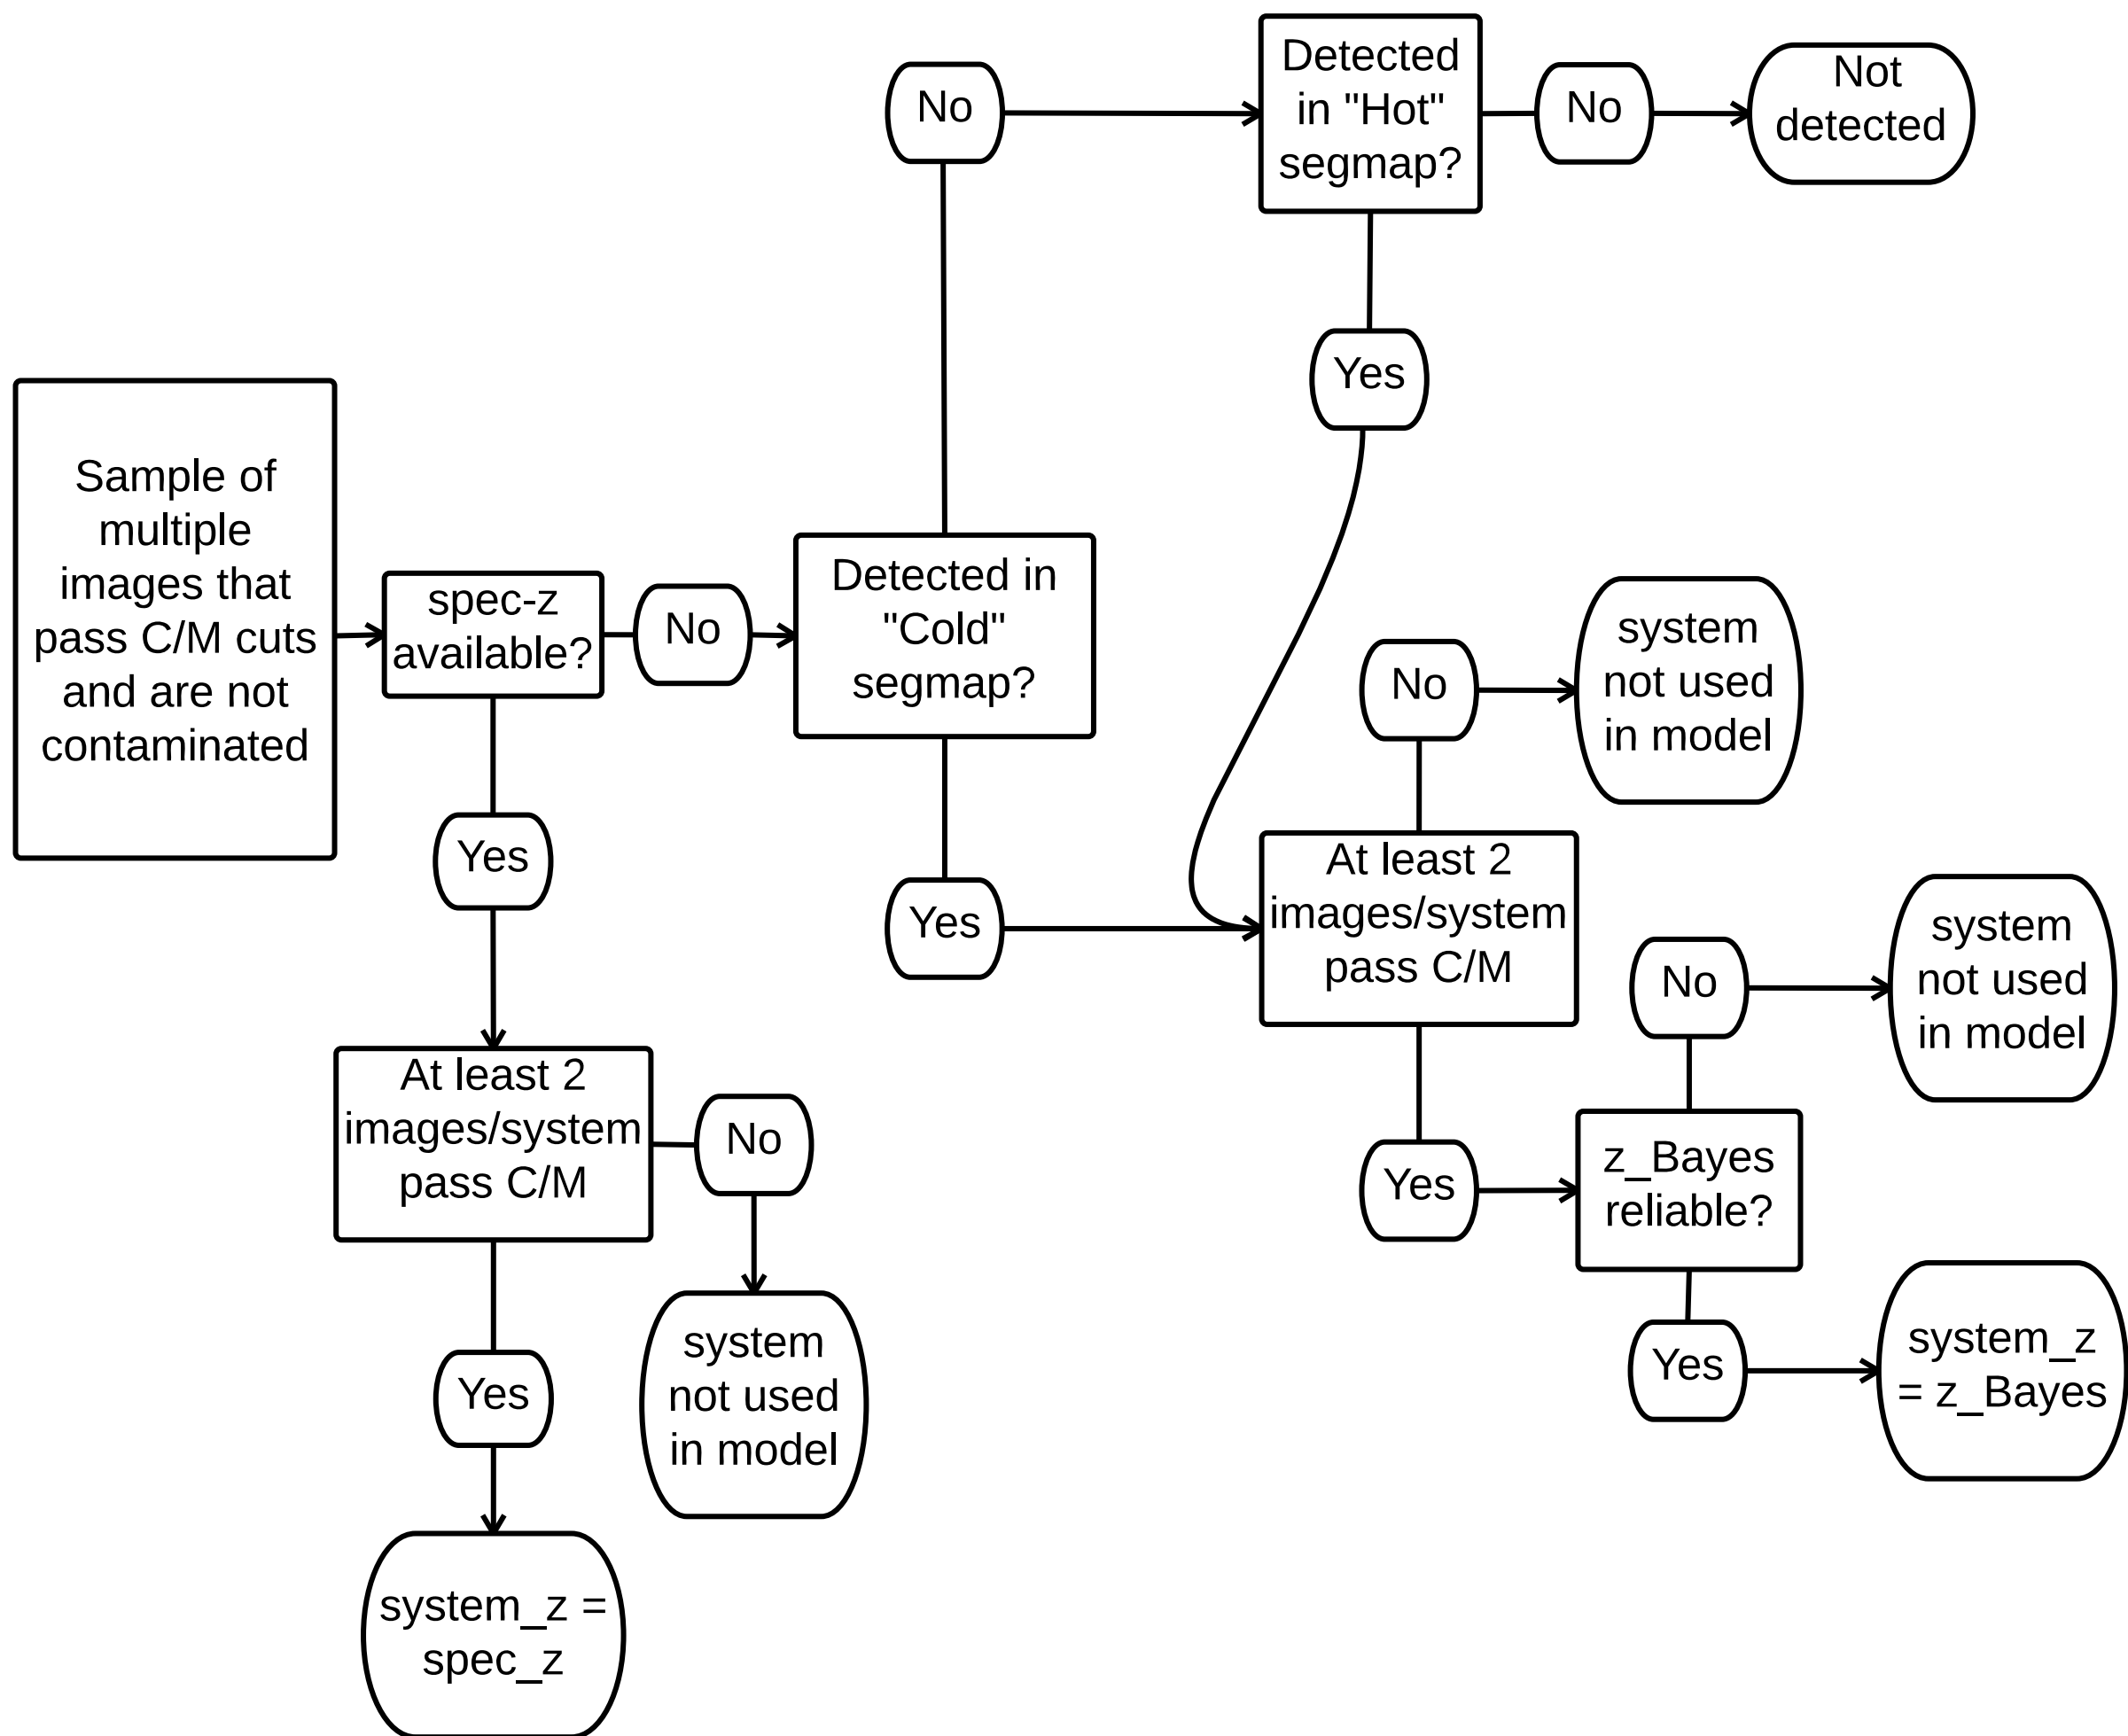 Sample of
multiple
images that
pass C/M cuts
and are not
contaminated
spec-z
available?
No
Yes
Detected in
"Cold"
segmap?
No
Yes
Detected
in "Hot"
segmap?
No
Not
detected
Yes
At least 2
images/system
pass C/M
No
system
not used
in model
Yes
z_Bayes
reliable?
No
system
not used
in model
Yes
system_z
= z_Bayes
At least 2
images/system
pass C/M
No
system
not used
in model
Yes
system_z =
spec_z